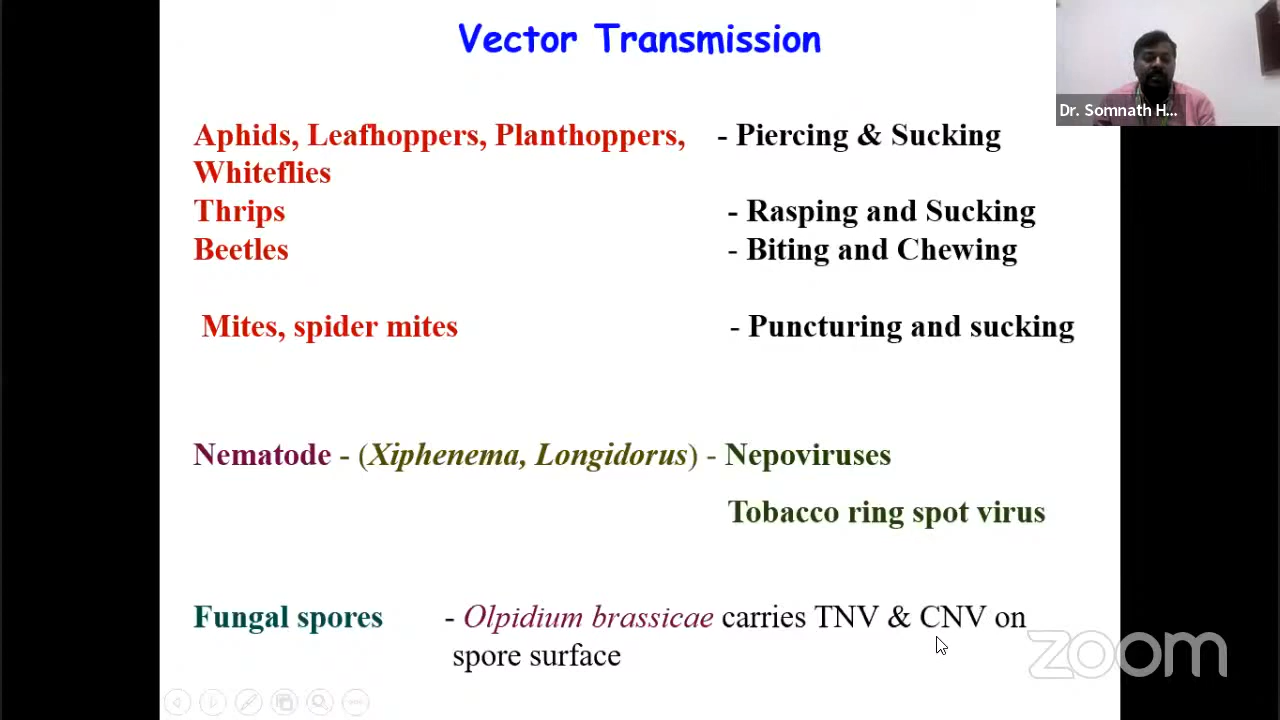 Vector Transmission
Dr. Somnath H...
Aphids, Leafhoppers, Planthoppers, - Piercing & Sucking
Whiteflies
Thrips - Rasping and Sucking
Beetles - Biting and Chewing
Mites, spider mites - Puncturing and sucking
Nematode - (Xiphenema, Longidorus) - Nepoviruses
Tobacco ring spot virus
Fungal spores - Olpidium brassicae carries TNV & CNV on
spore surface
zoom